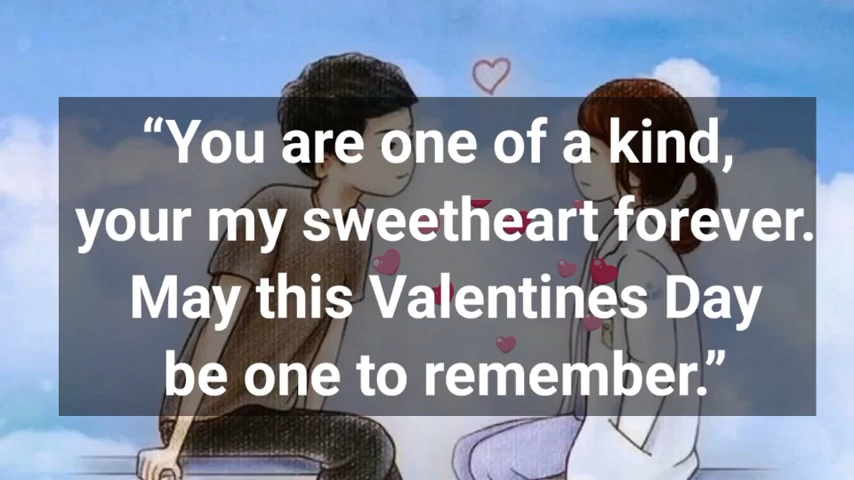 “You are one of a kind,
your my sweetheart forever.
May this Valentines Day
be one to remember.”